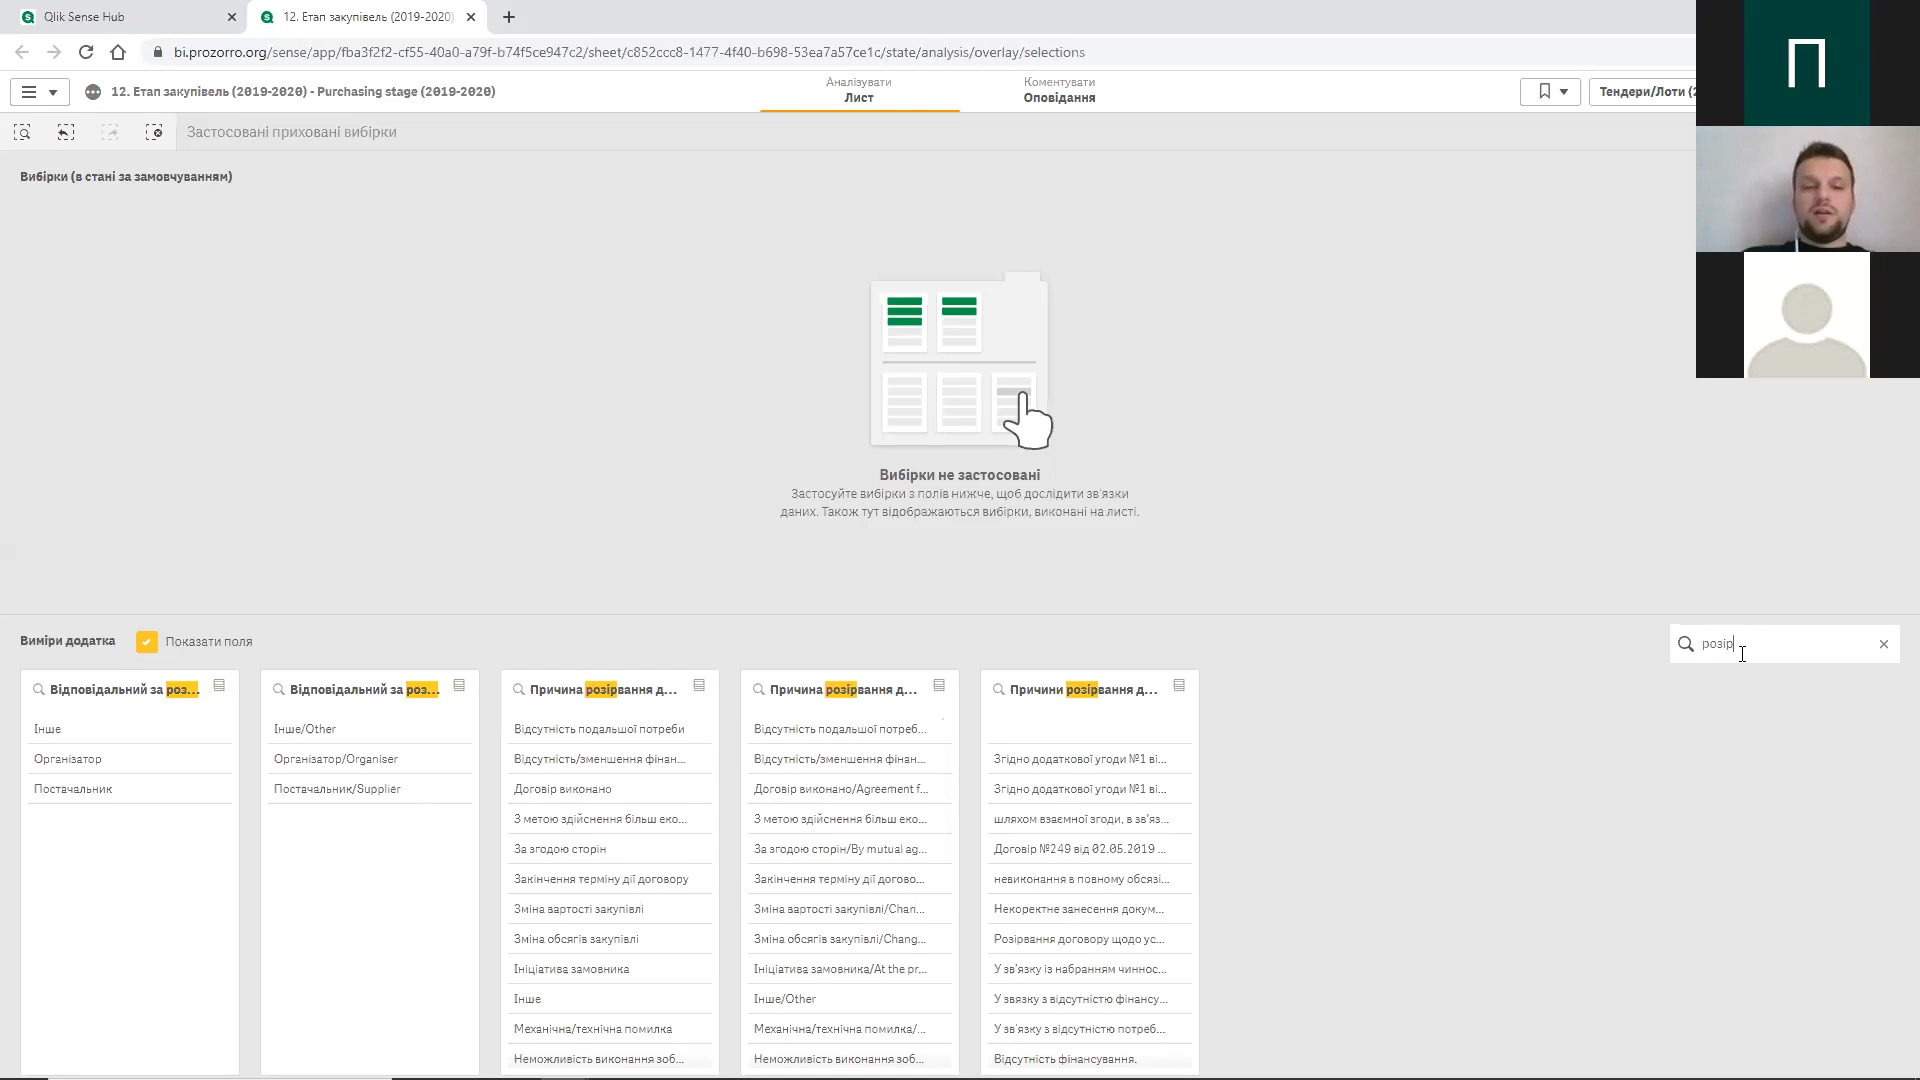 Qlik Sense Hub
12. Етап закупівель (2019-2020)
bi.prozorro.org/sense/app/fba3f2f2-cf55-40a0-a79f-b74f5ce947c2/sheet/c852ccc8-1477-4f40-b698-53ea7a57ce1c/state/analysis/overlay/selections
12. Етап закупівель (2019-2020) - Purchasing stage (2019-2020)
Аналізувати
Лист
Коментувати
Оповідання
Тендери/Лоти (2
П
Застосовані приховані вибірки
Вибірки (в стані за замовчуванням)
Вибірки не застосовані
Застосуйте вибірки з полів нижче, щоб дослідити зв'язки
даних. Також тут відображаються вибірки, виконані на листі.
Виміри додатка
Показати поля
розір
Відповідальний за роз...
Інше
Організатор
Постачальник
Відповідальний за роз...
Інше/Other
Організатор/Organiser
Постачальник/Supplier
Причина розірвання д...
Відсутність подальшої потреби
Відсутність/зменшення фінан...
Договір виконано
З метою здійснення більш еко...
За згодою сторін
Закінчення терміну дії договору
Зміна вартості закупівлі
Зміна обсягів закупівлі
Ініціатива замовника
Інше
Механічна/технічна помилка
Неможливість виконання зоб...
Причина розірвання д...
Відсутність подальшої потреб...
Відсутність/зменшення фінан...
Договір виконано/Agreement f...
З метою здійснення більш еко...
За згодою сторін/By mutual ag...
Закінчення терміну дії догово...
Зміна вартості закупівлі/Chan...
Зміна обсягів закупівлі/Chang...
Ініціатива замовника/At the pr...
Інше/Other
Механічна/технічна помилка/...
Неможливість виконання зоб...
Причини розірвання д...
Згідно додаткової угоди №1 ві...
Згідно додаткової угоди №1 ві...
шляхом взаємної згоди, в зв'яз...
Договір №249 від 02.05.2019 ...
невиконання в повному обсязі...
Некоректне занесення докум...
Розірвання договору щодо ус...
У зв'язку із набранням чиннос...
У звязку з відсутністю фінансу...
У зв'язку з відсутністю потреб...
Відсутність фінансування.